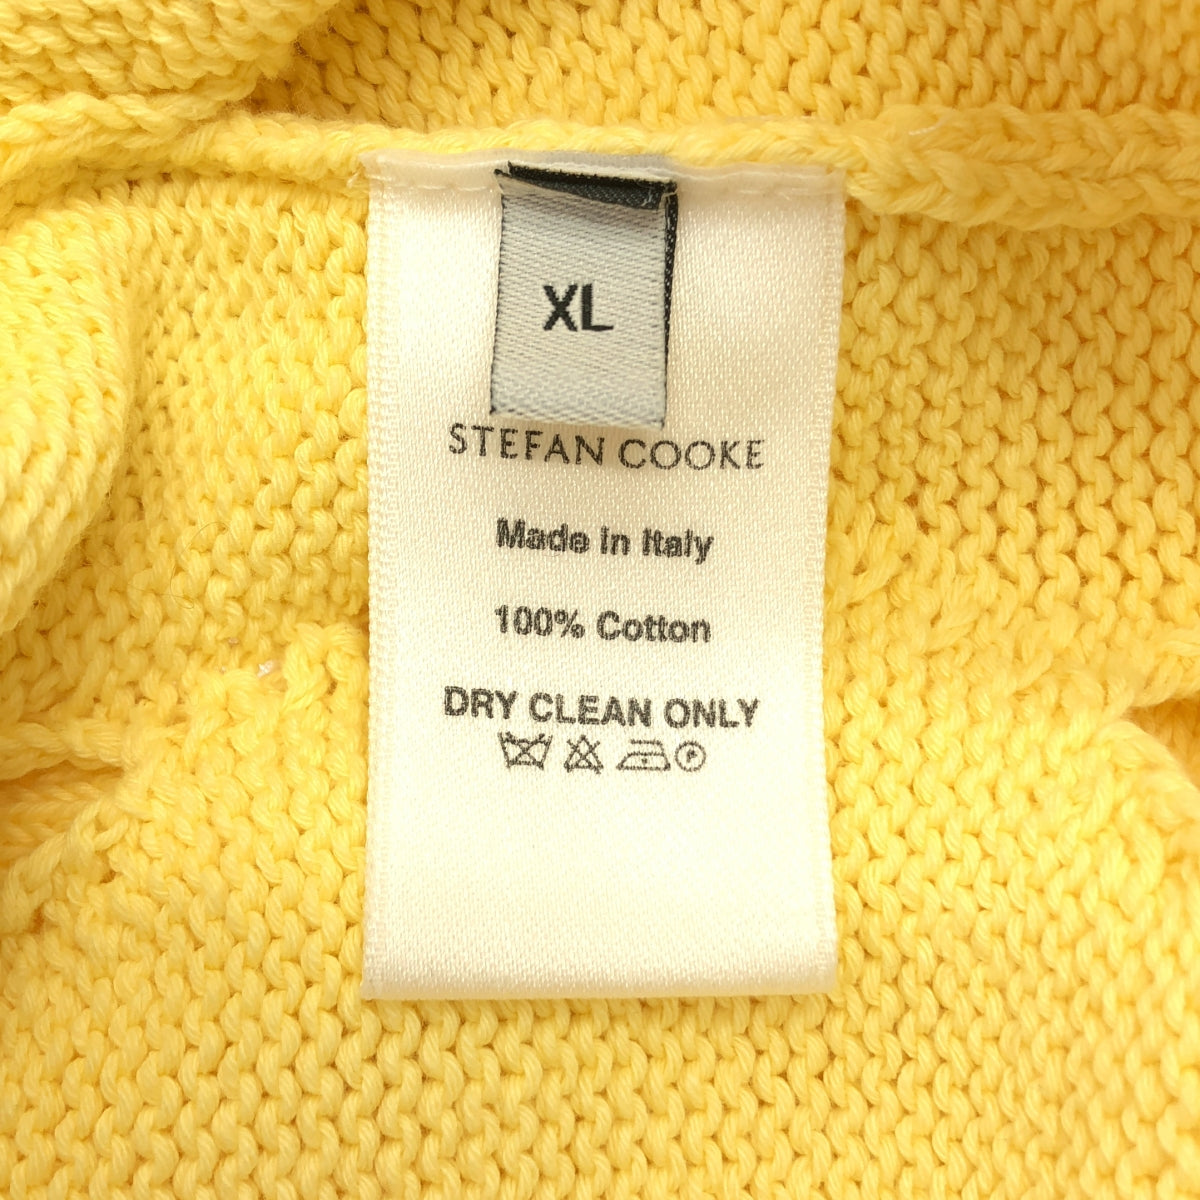 XL
STEFAN COOKE
Made in Italy
100% Cotton
DRY CLEAN ONLY
P